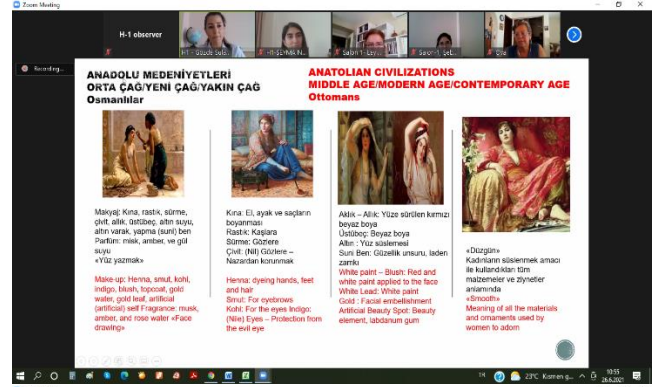 Zoom Meeting
H-1 observer
Recording...
ANADOLU MEDENİYETLERİ
ORTA ÇAĞ/YENİ ÇAĞ/YAKIN ÇAĞ
Osmanlılar
ANATOLIAN CIVILIZATIONS
MIDDLE AGE/MODERN AGE/CONTEMPORARY AGE
Ottomans
Makyaj: Kına, rastık, sürme,
çivit, allık, üstübeç, altın suyu,
altın varak, yapma (suni) ben
Parfüm: misk, amber, ve gül
suyu
«Yüz yazmak»
Make-up: Henna, smut, kohl,
indigo, blush, topcoat, gold
water, gold leaf, artificial
(artificial) self Fragrance: musk,
amber, and rose water «Face
drawing»
Kına: El, ayak ve saçların
boyanması
Rastık: Kaşlara
Sürme: Gözlere
Çivit: (Nil) Gözlere –
Nazardan korunmak
Henna: dyeing hands, feet
and hair
Smut: For eyebrows
Kohl: For the eyes Indigo:
(Nile) Eyes – Protection from
the evil eye
Aklık – Allık: Yüze sürülen kırmızı
beyaz boya
Üstübeç: Beyaz boya
Altın : Yüz süslemesi
Suni Ben: Güzellik unsuru, laden
zamkı
White paint – Blush: Red and
white paint applied to the face
White Lead: White paint
Gold : Facial embellishment
Artificial Beauty Spot: Beauty
element, labdanum gum
«Düzgün»
Kadınların süslenmek amacı
ile kullandıkları tüm
malzemeler ve ziynetler
anlamında
«Smooth»
Meaning of all the materials
and ornaments used by
women to adorn
23°C
10:55
26.6.2021